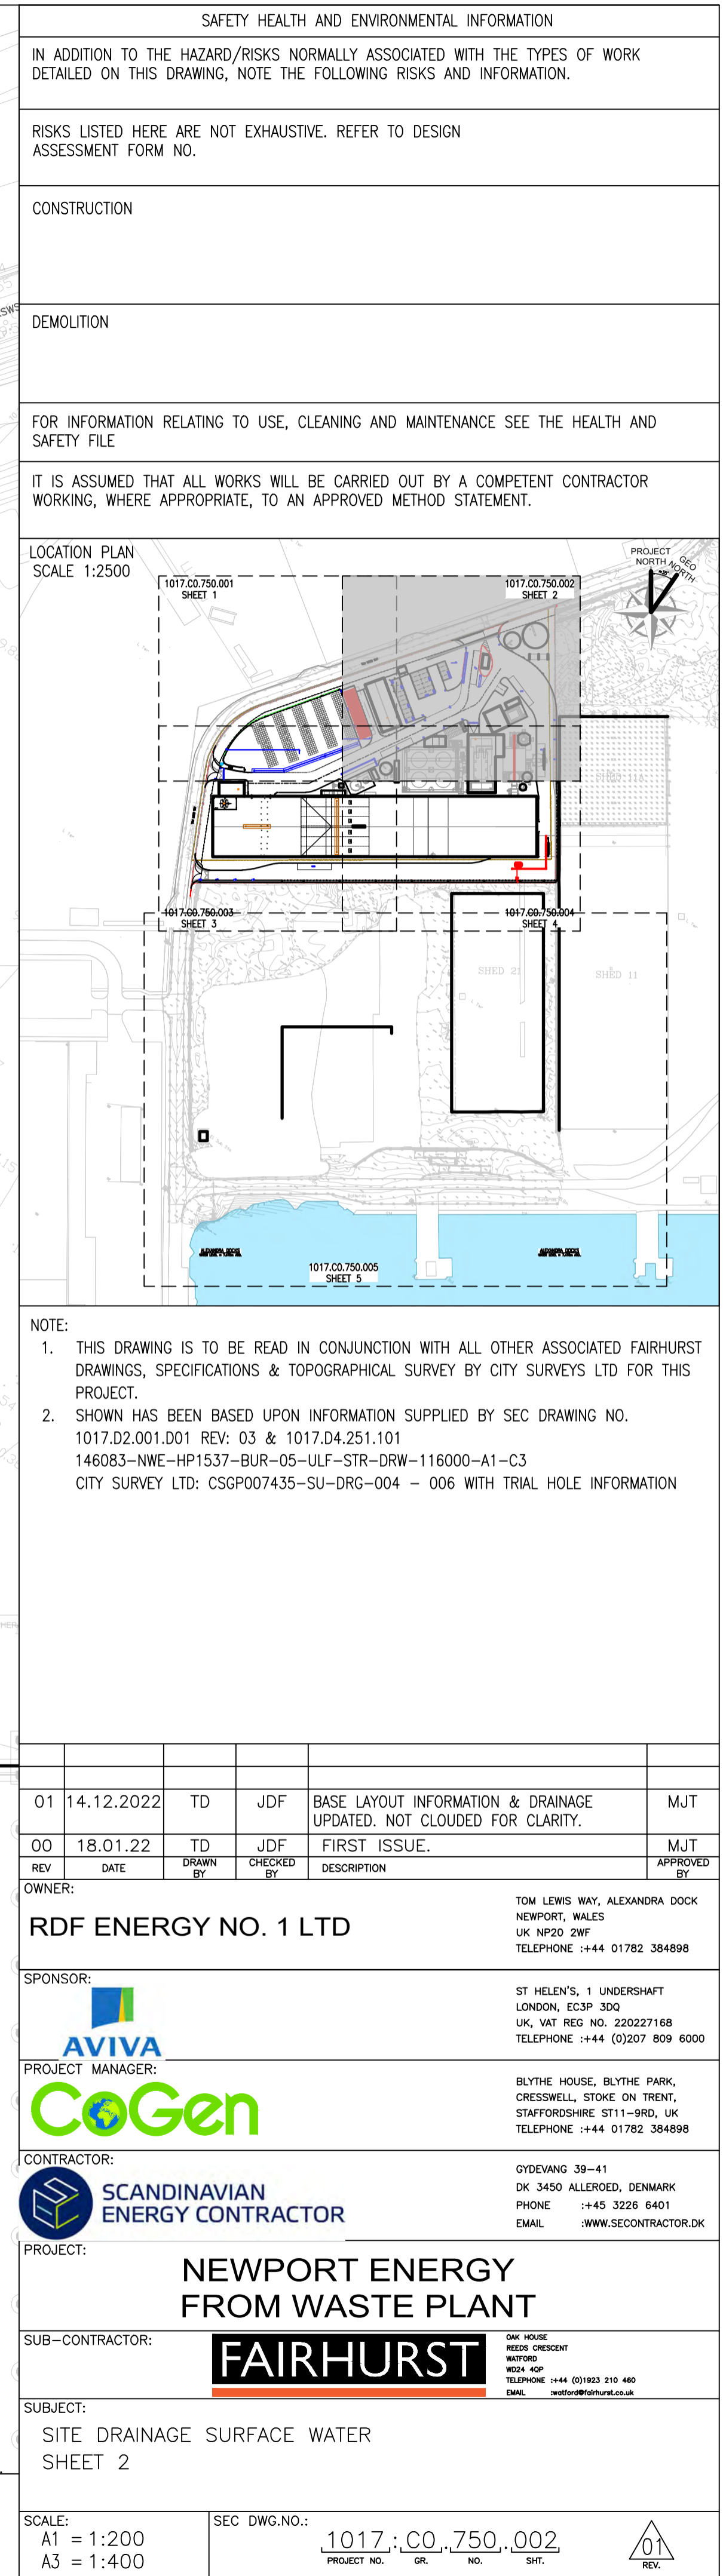 SAFETY HEALTH AND ENVIRONMENTAL INFORMATION
IN ADDITION TO THE HAZARD/RISKS NORMALLY ASSOCIATED WITH THE TYPES OF WORK
DETAILED ON THIS DRAWING, NOTE THE FOLLOWING RISKS AND INFORMATION.
RISKS LISTED HERE ARE NOT EXHAUSTIVE. REFER TO DESIGN
ASSESSMENT FORM NO.
CONSTRUCTION
DEMOLITION
FOR INFORMATION RELATING TO USE, CLEANING AND MAINTENANCE SEE THE HEALTH AND
SAFETY FILE
IT IS ASSUMED THAT ALL WORKS WILL BE CARRIED OUT BY A COMPETENT CONTRACTOR
WORKING, WHERE APPROPRIATE, TO AN APPROVED METHOD STATEMENT.
LOCATION PLAN
SCALE 1:2500
PROJECT
NORTH
GEO
NORTH
1017.C0.750.001
SHEET 1
1017.C0.750.002
SHEET 2
1017.C0.750.003
SHEET 3
1017.C0.750.004
SHEET 4
SHED 21
SHED 11
ALEXANDRA DOCKS
ALEXANDRA DOCKS
1017.C0.750.005
SHEET 5
NOTE:
1. THIS DRAWING IS TO BE READ IN CONJUNCTION WITH ALL OTHER ASSOCIATED FAIRHURST
DRAWINGS, SPECIFICATIONS & TOPOGRAPHICAL SURVEY BY CITY SURVEYS LTD FOR THIS
PROJECT.
2. SHOWN HAS BEEN BASED UPON INFORMATION SUPPLIED BY SEC DRAWING NO.
1017.D2.001.D01 REV: 03 & 1017.D4.251.101
146083-NWE-HP1537-BUR-05-ULF-STR-DRW-116000-A1-C3
CITY SURVEY LTD: CSGP007435-SU-DRG-004 - 006 WITH TRIAL HOLE INFORMATION
01 14.12.2022 TD JDF BASE LAYOUT INFORMATION & DRAINAGE
UPDATED. NOT CLOUDED FOR CLARITY. MJT
00 18.01.22 TD JDF FIRST ISSUE. MJT
REV DATE DRAWN BY CHECKED BY DESCRIPTION APPROVED BY
OWNER:
RDF ENERGY NO. 1 LTD
TOM LEWIS WAY, ALEXANDRA DOCK
NEWPORT, WALES
UK NP20 2WF
TELEPHONE :+44 01782 384898
SPONSOR:
AVIVA
ST HELEN'S, 1 UNDERSHAFT
LONDON, EC3P 3DQ
UK, VAT REG NO. 220227168
TELEPHONE :+44 (0)207 809 6000
PROJECT MANAGER:
CoGen
BLYTHE HOUSE, BLYTHE PARK,
CRESSWELL, STOKE ON TRENT,
STAFFORDSHIRE ST11-9RD, UK
TELEPHONE :+44 01782 384898
CONTRACTOR:
SCANDINAVIAN
ENERGY CONTRACTOR
GYDEVANG 39-41
DK 3450 ALLEROED, DENMARK
PHONE :+45 3226 6401
EMAIL :WWW.SECONTRACTOR.DK
PROJECT:
NEWPORT ENERGY
FROM WASTE PLANT
SUB-CONTRACTOR:
FAIRHURST
OAK HOUSE
REEDS CRESCENT
WATFORD
WD24 4QP
TELEPHONE :+44 (0)1923 210 460
EMAIL :watford@fairhurst.co.uk
SUBJECT:
SITE DRAINAGE SURFACE WATER
SHEET 2
SCALE:
A1 = 1:200
A3 = 1:400
SEC DWG.NO.:
1017 : C0 . 750 . 002
PROJECT NO. GR. NO. SHT.
01
REV.